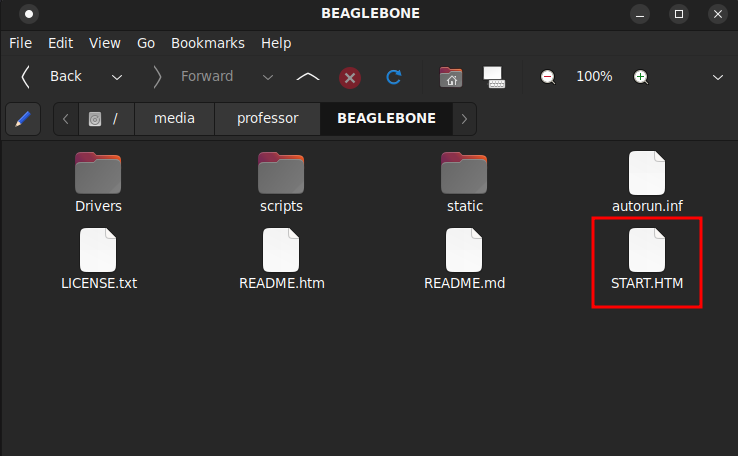 BEAGLEBONE
File Edit View Go Bookmarks Help
Back Forward 100%
/ media professor BEAGLEBONE
Drivers scripts static autorun.inf
LICENSE.txt README.htm README.md START.HTM